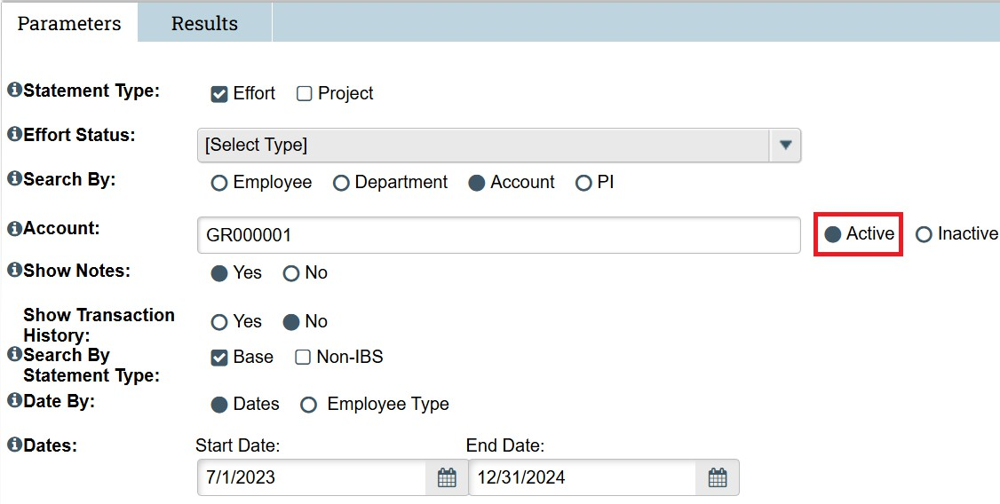 Parameters Results
Statement Type: Effort Project
Effort Status: [Select Type]
Search By: Employee Department Account PI
Account: GR000001 Active Inactive
Show Notes: Yes No
Show Transaction History: Yes No
Search By Statement Type: Base Non-IBS
Date By: Dates Employee Type
Dates: Start Date: End Date:
7/1/2023 12/31/2024